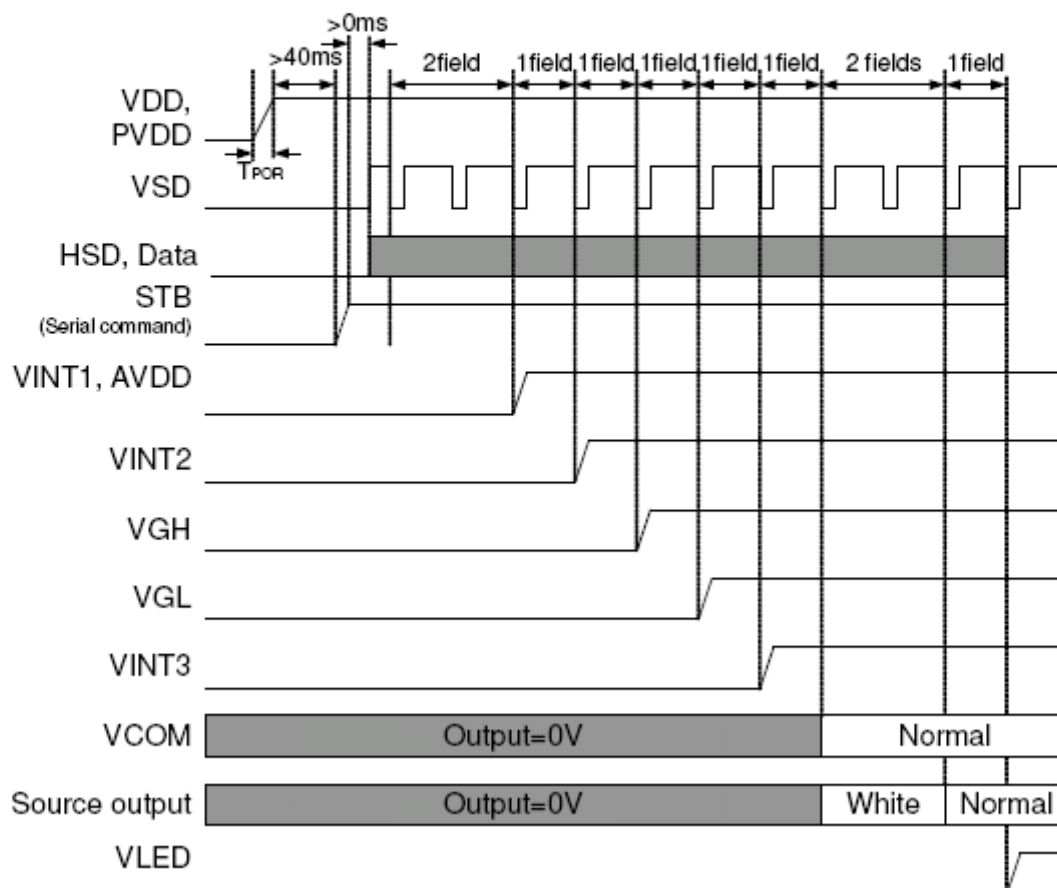 >0ms
>40ms
2field 1field 1field 1field 1field 1field 2 fields 1field
VDD,
PVDD
TPOR
VSD
HSD, Data
STB
(Serial command)
VINT1, AVDD
VINT2
VGH
VGL
VINT3
VCOM Output=0V Normal
Source output Output=0V White Normal
VLED